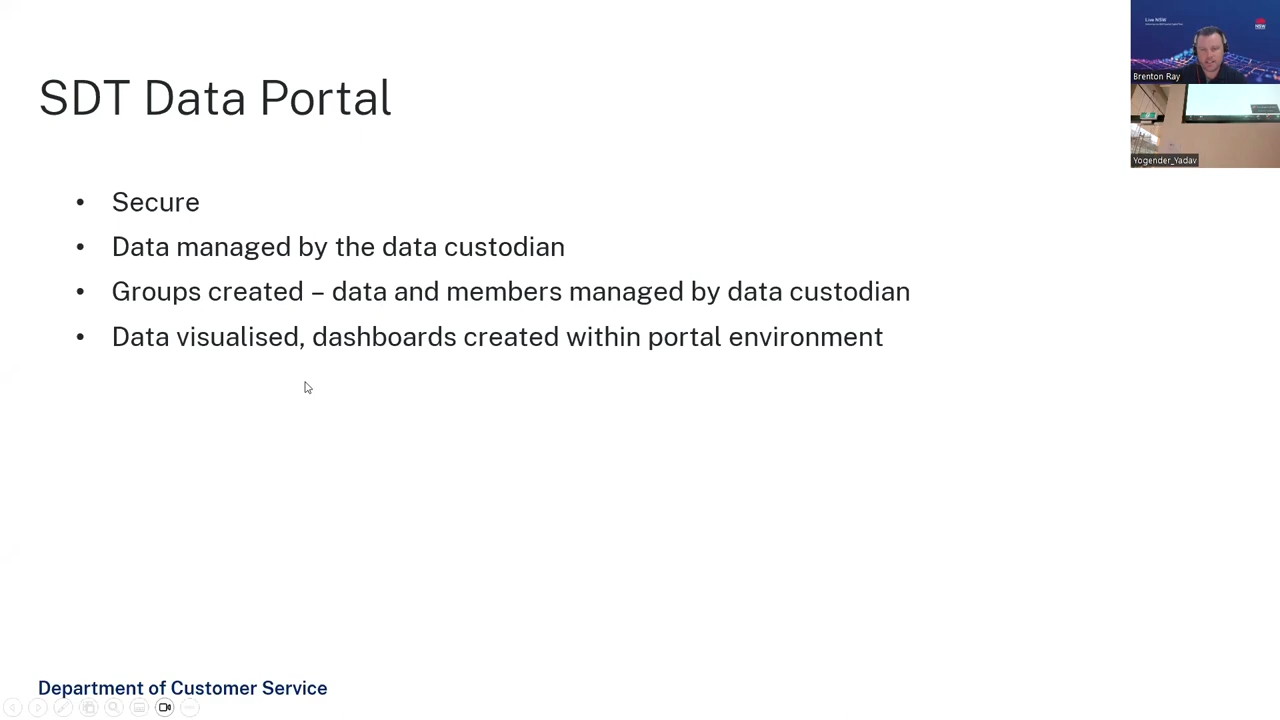 SDT Data Portal
• Secure
• Data managed by the data custodian
• Groups created – data and members managed by data custodian
• Data visualised, dashboards created within portal environment
Department of Customer Service
Live NSW
NSW
Brenton Ray
Yogender_Yadav